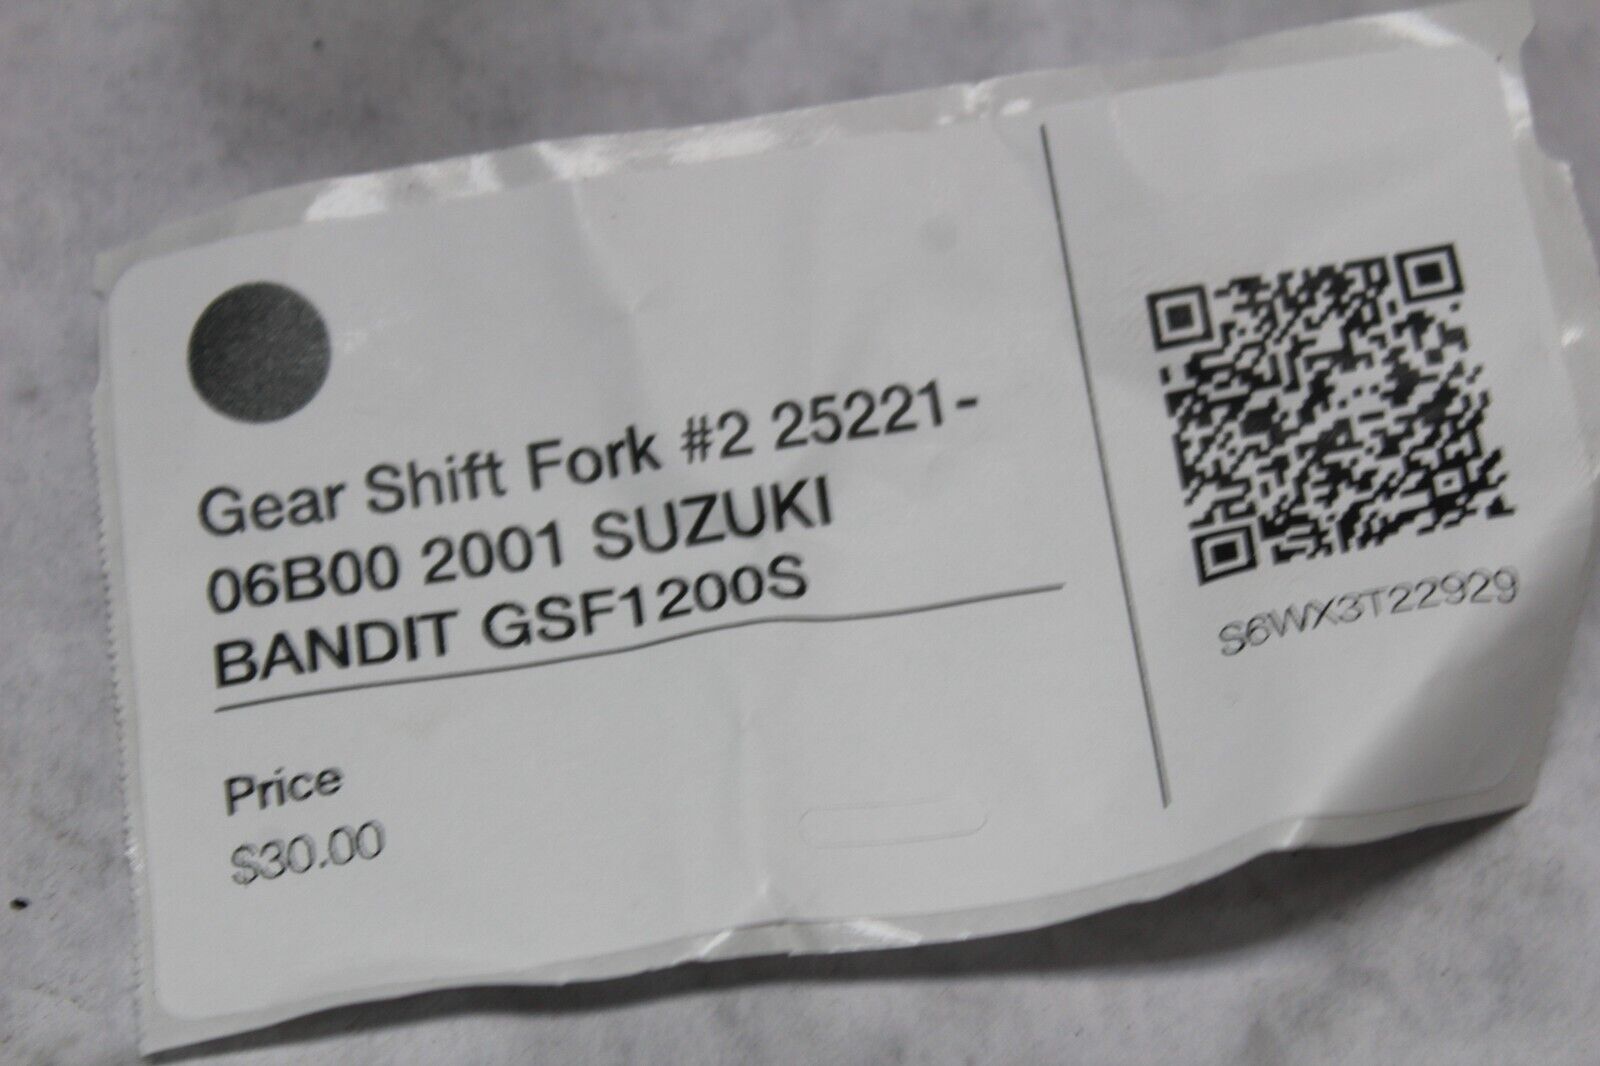 Gear Shift Fork #2 25221-
06B00 2001 SUZUKI
BANDIT GSF1200S
Price
$30.00
S6WX3T22929